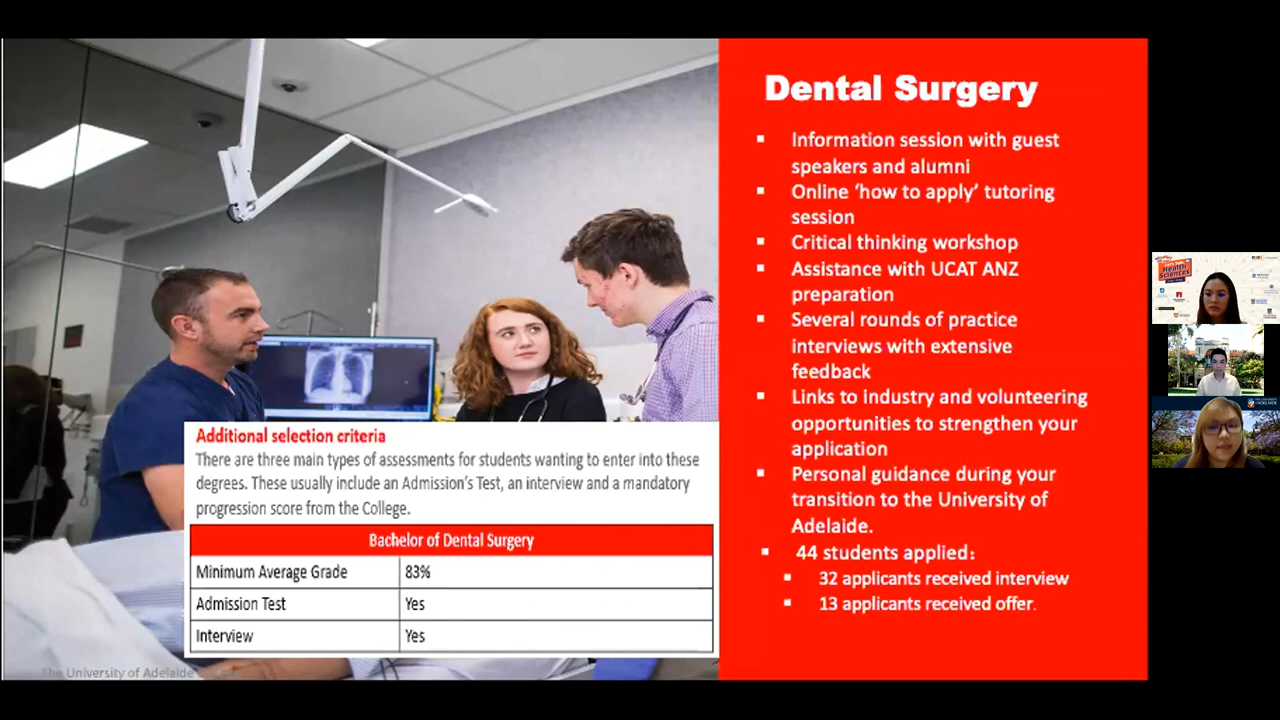 Dental Surgery
▪ Information session with guest
speakers and alumni
▪ Online ‘how to apply’ tutoring
session
▪ Critical thinking workshop
▪ Assistance with UCAT ANZ
preparation
▪ Several rounds of practice
interviews with extensive
feedback
▪ Links to industry and volunteering
opportunities to strengthen your
application
▪ Personal guidance during your
transition to the University of
Adelaide.
▪ 44 students applied:
▪ 32 applicants received interview
▪ 13 applicants received offer.
Additional selection criteria
There are three main types of assessments for students wanting to enter into these
degrees. These usually include an Admission's Test, an interview and a mandatory
progression score from the College.
Bachelor of Dental Surgery
Minimum Average Grade 83%
Admission Test Yes
Interview Yes
The University of Adelaide
Health
Sciences